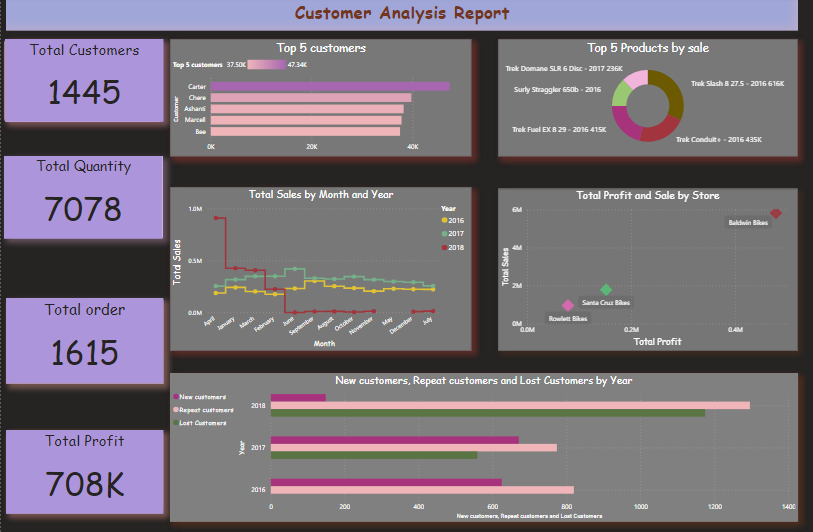 Customer Analysis Report
Total Customers
1445
Total Quantity
7078
Total order
1615
Total Profit
708K
Top 5 customers
Top 5 customers 37.50K 47.34K
Customer
Carter
Chere
Ashanti
Marcell
Bee
0K 20K 40K
Top 5 Products by sale
Trek Domane SLR 6 Disc - 2017 236K
Surly Straggler 650b - 2016
Trek Slash 8 27.5 - 2016 616K
Trek Fuel EX 8 29 - 2016 415K
Trek Conduit+ - 2016 435K
Total Sales by Month and Year
Year
2016
2017
2018
Total Sales
1.0M
0.5M
0.0M
April January March February June September August October November May December July
Month
Total Profit and Sale by Store
Total Sales
6M
4M
2M
0M
Baldwin Bikes
Santa Cruz Bikes
Rowlett Bikes
0.0M 0.2M 0.4M
Total Profit
New customers, Repeat customers and Lost Customers by Year
New customers
Repeat customers
Lost Customers
Year
2018
2017
2016
0 200 400 600 800 1000 1200 1400
New customers, Repeat customers and Lost Customers